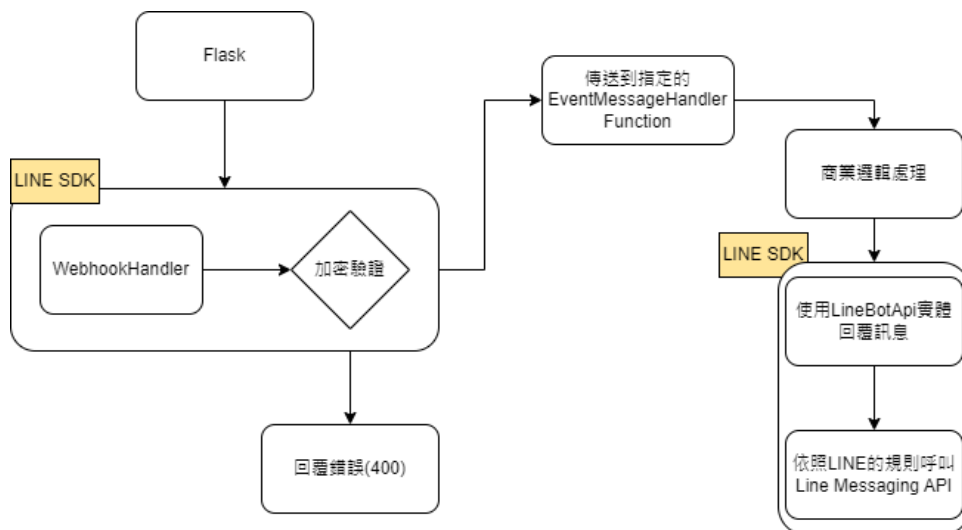 Flask
LINE SDK
WebhookHandler
加密驗證
回覆錯誤(400)
傳送到指定的
EventMessageHandler
Function
商業邏輯處理
LINE SDK
使用LineBotApi實體
回覆訊息
依照LINE的規則呼叫
Line Messaging API